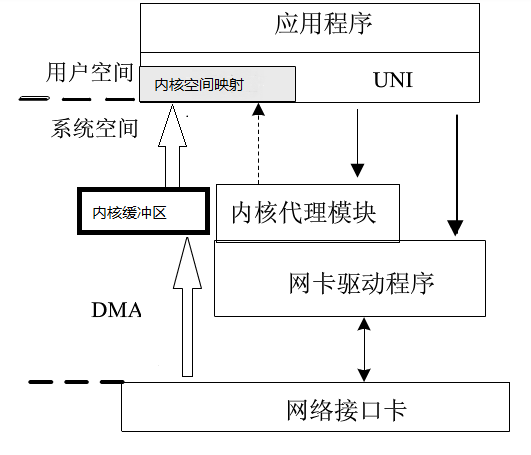 应用程序
用户空间
内核空间映射
UNI
系统空间
内核缓冲区
内核代理模块
网卡驱动程序
DMA
网络接口卡